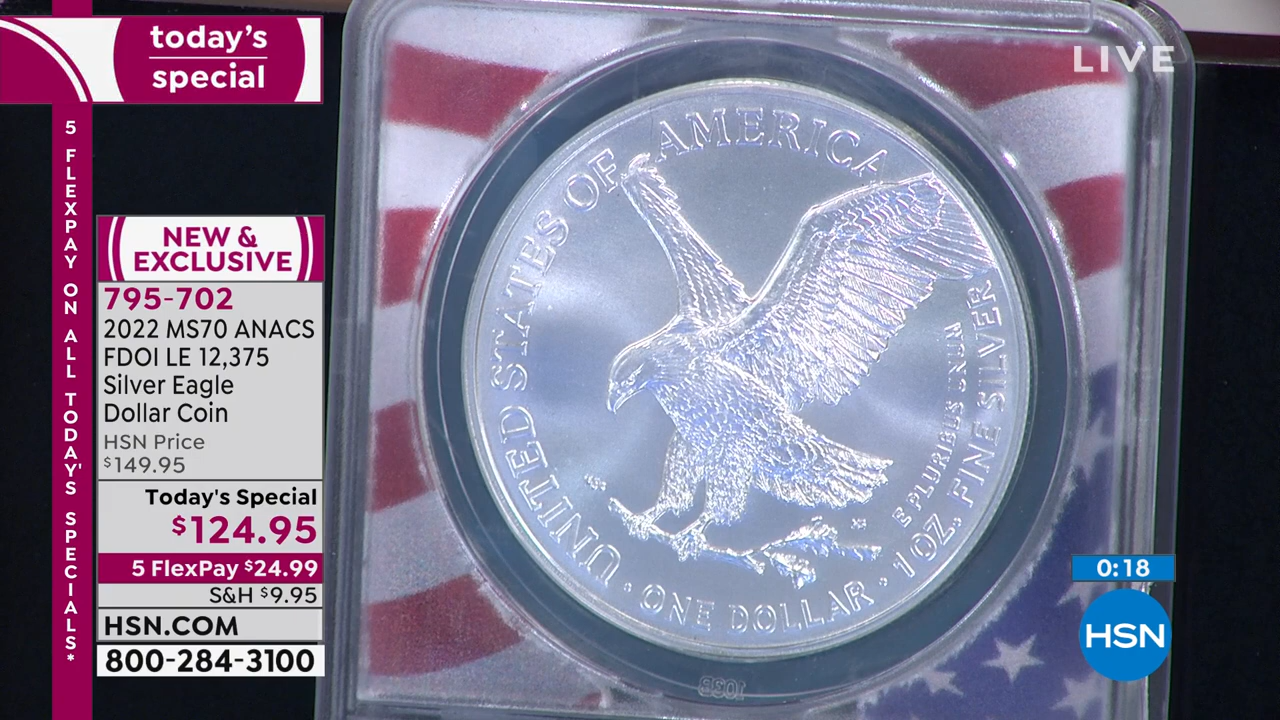 today's
special
LIVE
5 FLEXPAY ON ALL TODAY'S SPECIALS*
NEW &
EXCLUSIVE
795-702
2022 MS70 ANACS
FDOI LE 12,375
Silver Eagle
Dollar Coin
HSN Price
$149.95
Today's Special
$124.95
5 FlexPay $24.99
S&H $9.95
HSN.COM
800-284-3100
UNITED STATES OF AMERICA
E PLURIBUS UNUM
1 OZ. FINE SILVER
· ONE DOLLAR ·
0:18
HSN